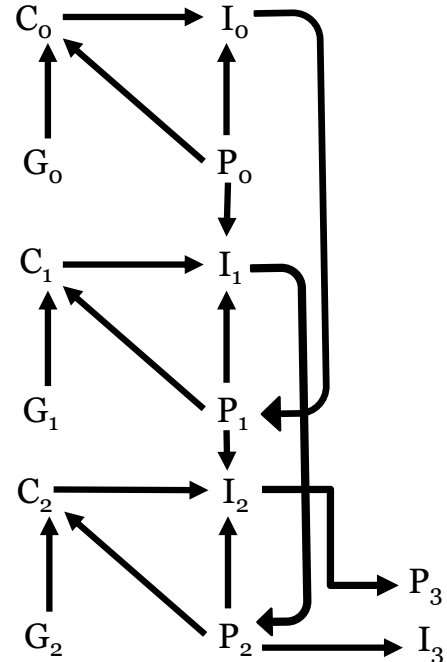 C₀ I₀
G₀ P₀
C₁ I₁
G₁ P₁
C₂ I₂
P₃
G₂ P₂ I₃